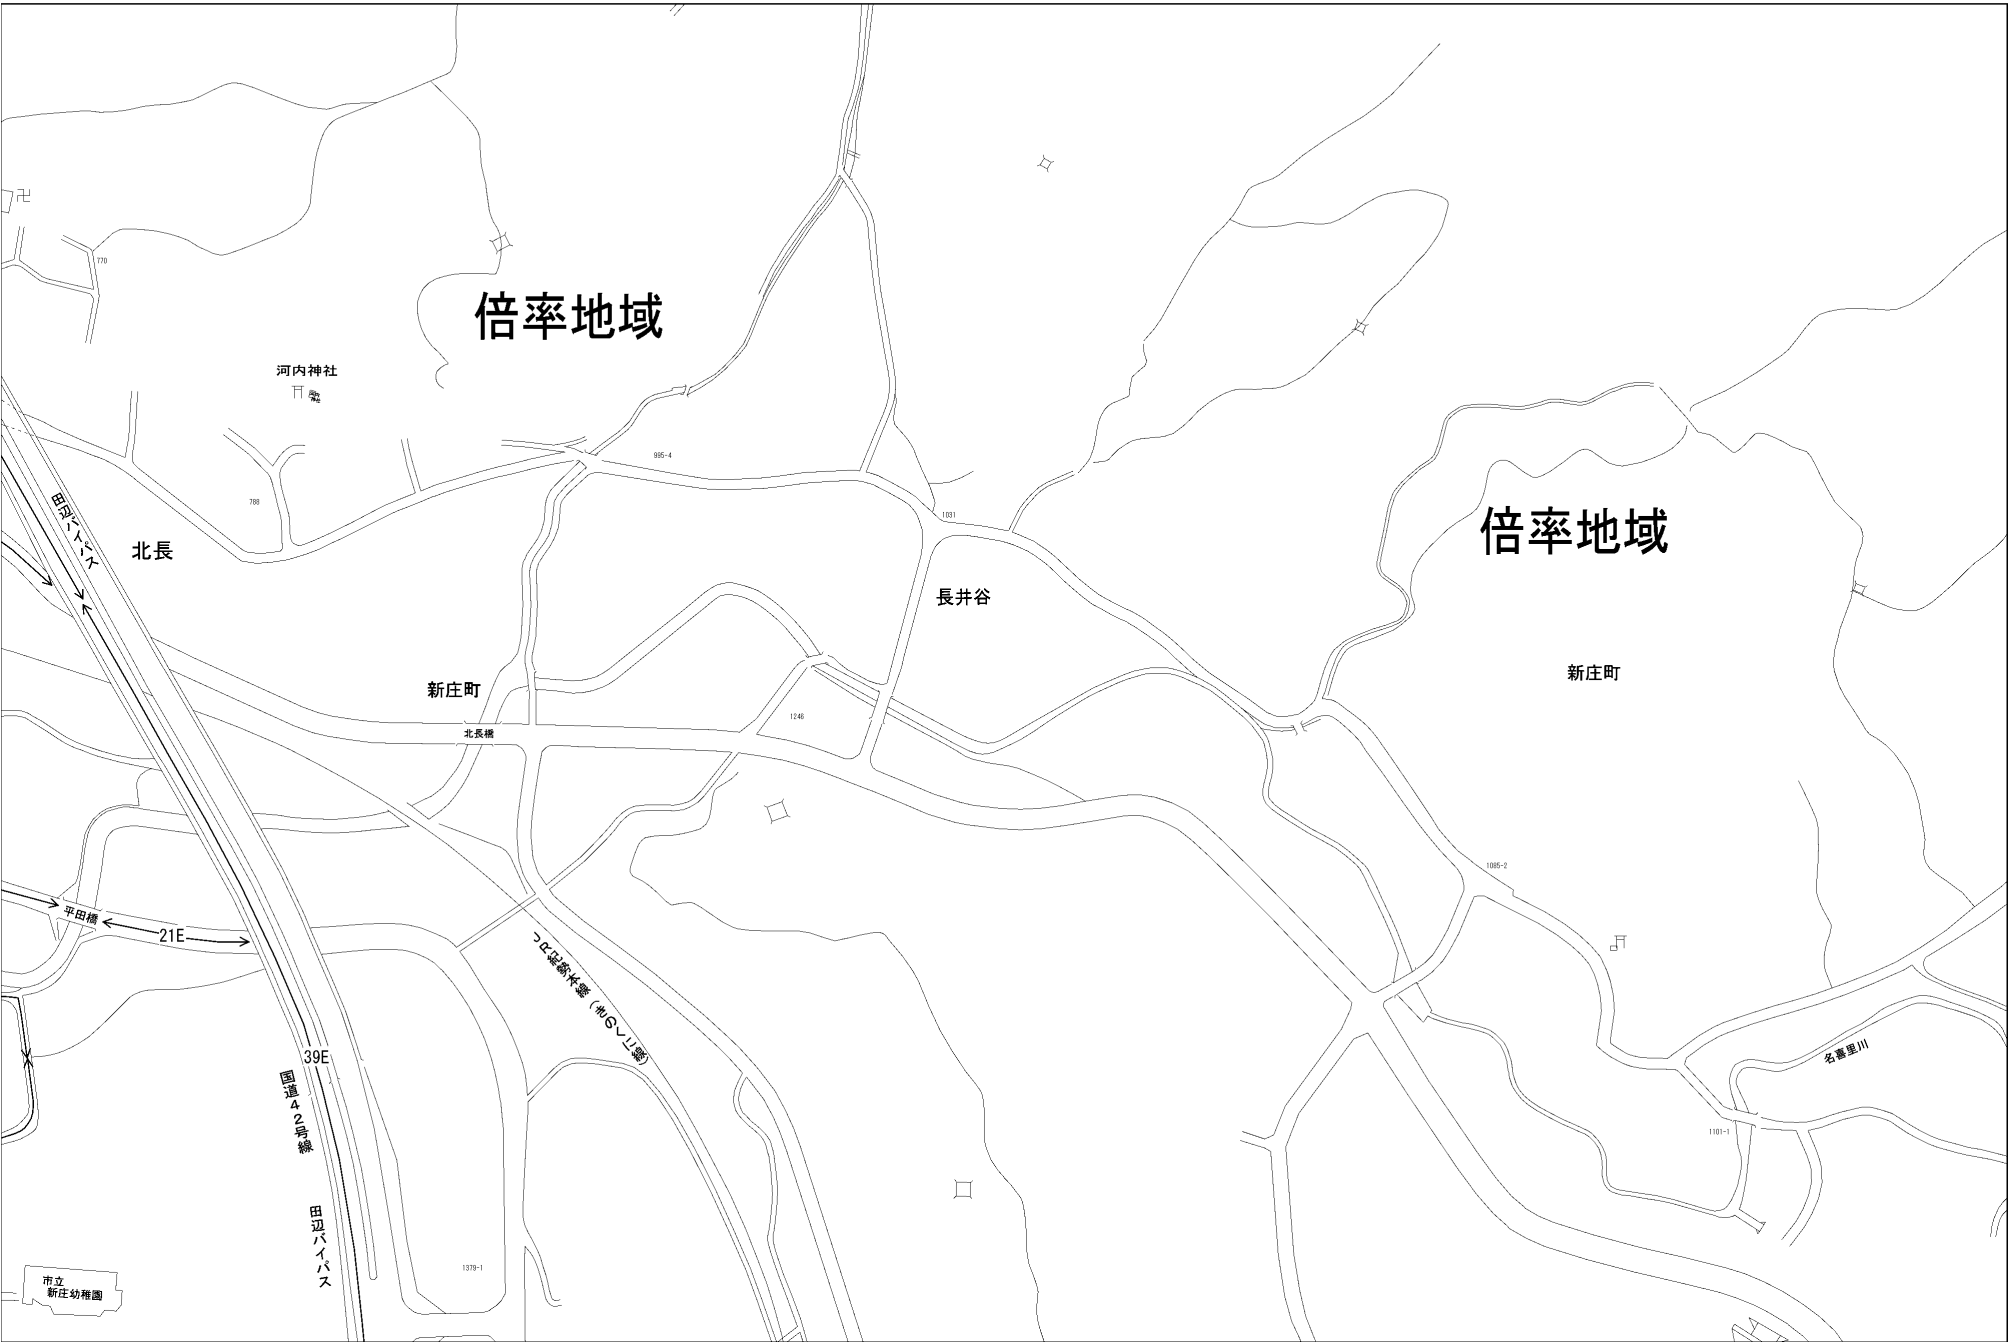 770
倍率地域
河内神社
995-4
788
1031
田辺バイパス
北長
倍率地域
長井谷
新庄町
新庄町
1246
北長橋
1085-2
平田橋
21E
JR紀勢本線（きのくに線）
39E
名喜里川
国道42号線
1101-1
田辺バイパス
1379-1
市立
新庄幼稚園